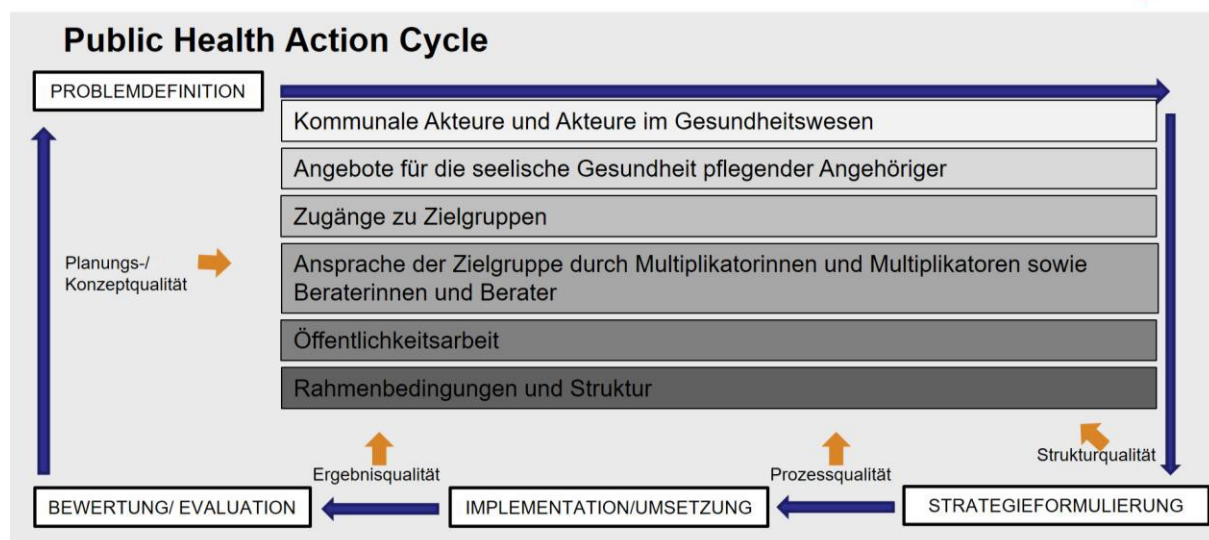 Public Health Action Cycle
PROBLEMDEFINITION
Kommunale Akteure und Akteure im Gesundheitswesen
Angebote für die seelische Gesundheit pflegender Angehöriger
Zugänge zu Zielgruppen
Planungs-/
Konzeptqualität
Ansprache der Zielgruppe durch Multiplikatorinnen und Multiplikatoren sowie
Beraterinnen und Berater
Öffentlichkeitsarbeit
Rahmenbedingungen und Struktur
Ergebnisqualität
Prozessqualität
Strukturqualität
BEWERTUNG/ EVALUATION
IMPLEMENTATION/UMSETZUNG
STRATEGIEFORMULIERUNG